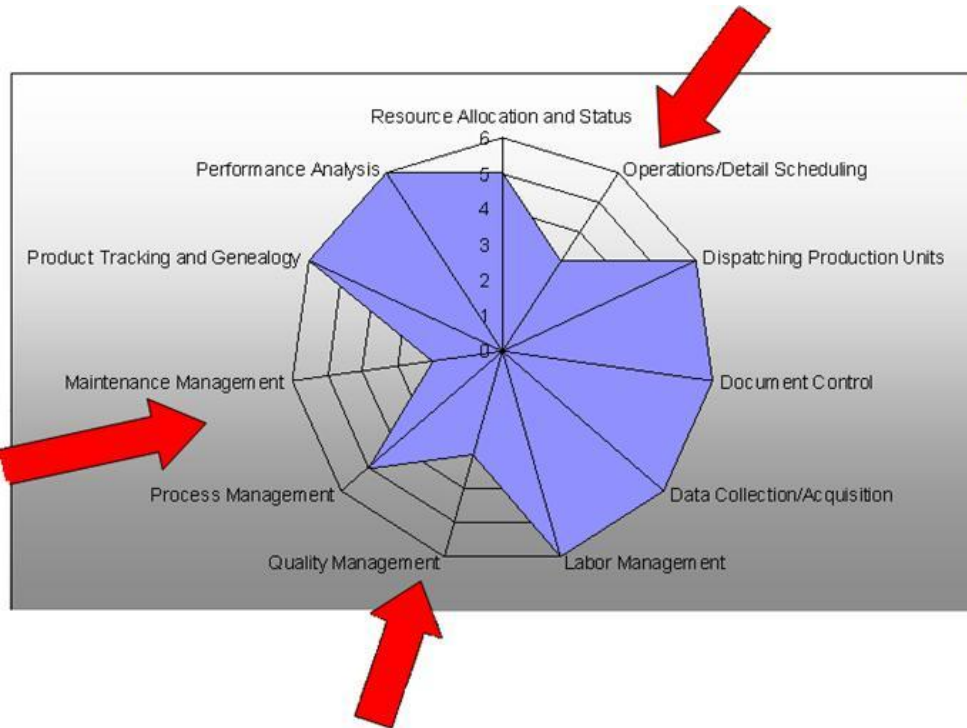 Resource Allocation and Status
6
Performance Analysis
Operations/Detail Scheduling
5
4
Product Tracking and Genealogy
Dispatching Production Units
3
2
1
0
Maintenance Management
Document Control
Process Management
Data Collection/Acquisition
Quality Management
Labor Management